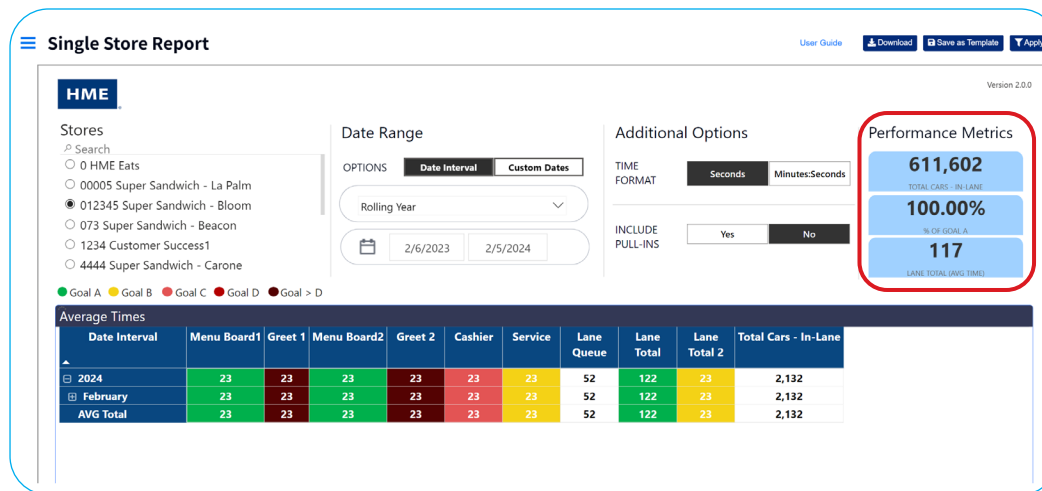 Single Store Report
User Guide
Download
Save as Template
Apply
HME
Version 2.0.0
Stores
Search
0 HME Eats
00005 Super Sandwich - La Palm
012345 Super Sandwich - Bloom
073 Super Sandwich - Beacon
1234 Customer Success1
4444 Super Sandwich - Carone
Date Range
OPTIONS Date Interval Custom Dates
Rolling Year
2/6/2023 2/5/2024
Additional Options
TIME
FORMAT
Seconds Minutes:Seconds
INCLUDE
PULL-INS
Yes No
Performance Metrics
611,602
TOTAL CARS - IN-LANE
100.00%
% OF GOAL A
117
LANE TOTAL (AVG TIME)
Goal A Goal B Goal C Goal D Goal > D
Average Times
Date Interval Menu Board1 Greet 1 Menu Board2 Greet 2 Cashier Service Lane Queue Lane Total Lane Total 2 Total Cars - In-Lane
2024 23 23 23 23 23 23 52 122 23 2,132
February 23 23 23 23 23 23 52 122 23 2,132
AVG Total 23 23 23 23 23 23 52 122 23 2,132